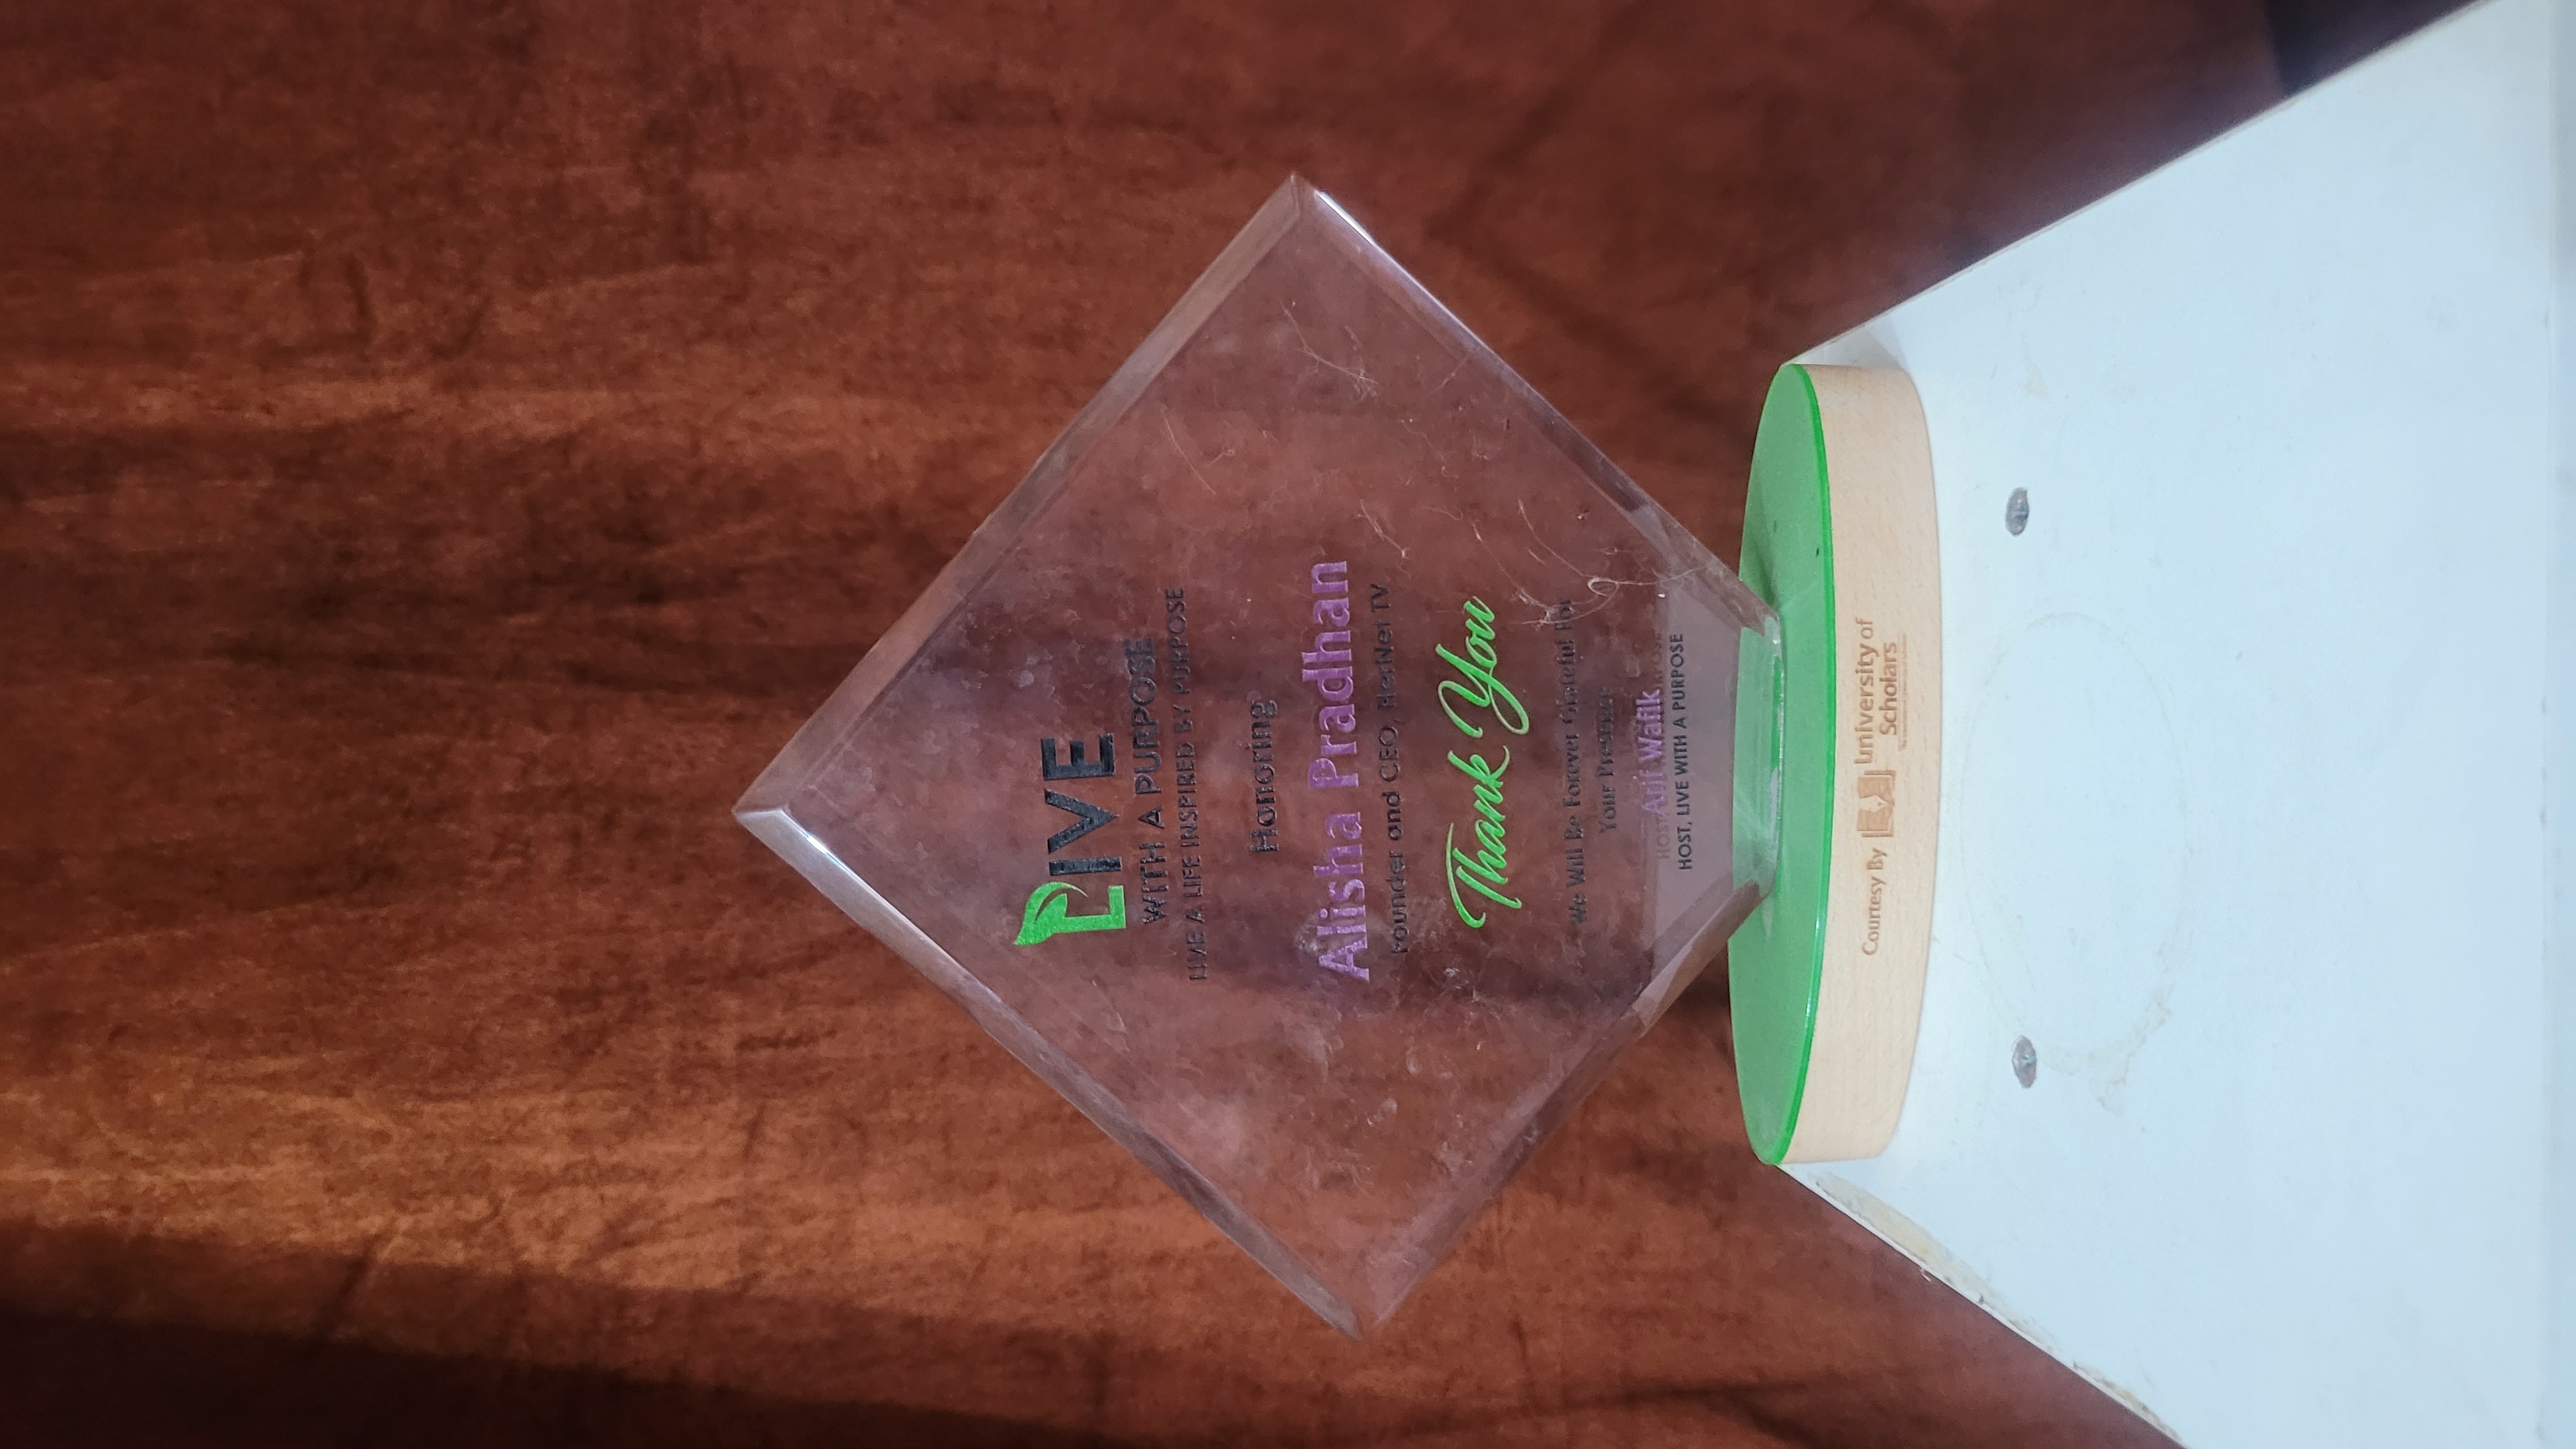 LIVE
WITH A PURPOSE
LIVE A LIFE INSPIRED BY PURPOSE
Honoring
Alisha Pradhan
Founder and CEO, HerNet TV
Thank You
We Will Be Forever Grateful For
Your Presence
Arif Wafik
HOST, LIVE WITH A PURPOSE
Courtesy By University of
Scholars